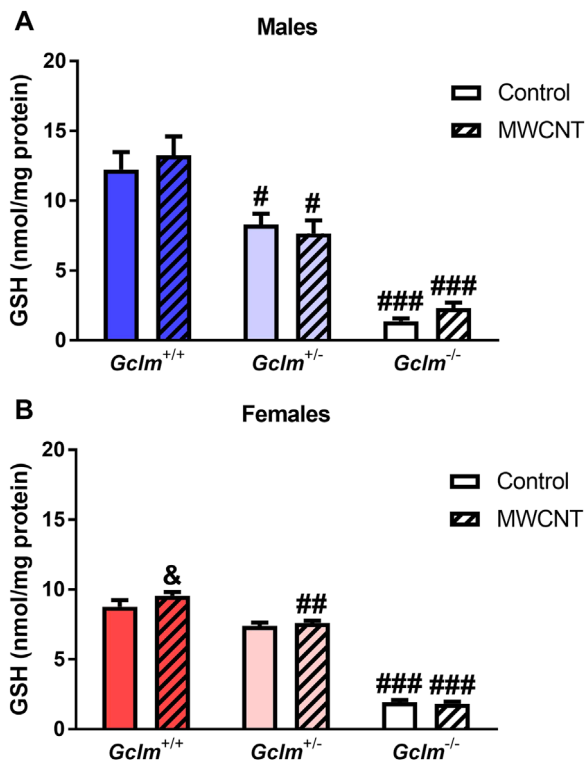 A
Males
GSH (nmol/mg protein)
20
15
10
5
0
Control
MWCNT
# #
### ###
Gclm+/+ Gclm+/- Gclm-/-
B
Females
GSH (nmol/mg protein)
20
15
10
5
0
Control
MWCNT
& ##
### ###
Gclm+/+ Gclm+/- Gclm-/-